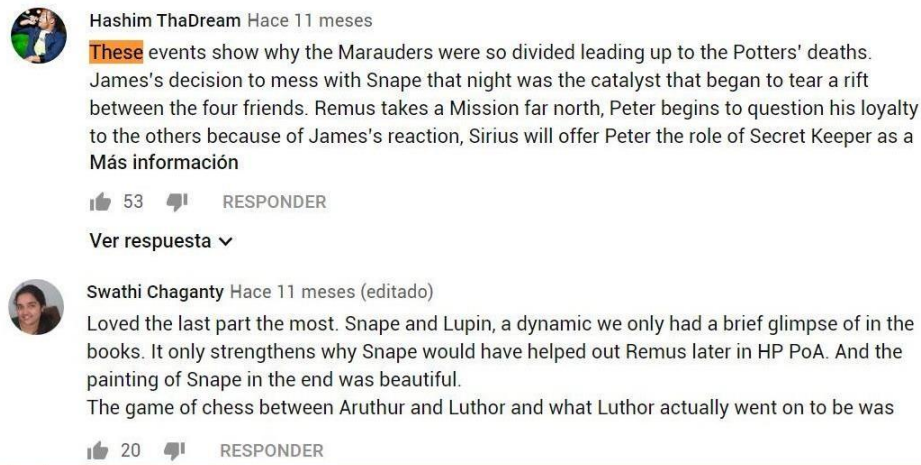 Hashim ThaDream Hace 11 meses
These events show why the Marauders were so divided leading up to the Potters' deaths.
James's decision to mess with Snape that night was the catalyst that began to tear a rift
between the four friends. Remus takes a Mission far north, Peter begins to question his loyalty
to the others because of James's reaction, Sirius will offer Peter the role of Secret Keeper as a
Más información
53 RESPONDER
Ver respuesta
Swathi Chaganty Hace 11 meses (editado)
Loved the last part the most. Snape and Lupin, a dynamic we only had a brief glimpse of in the
books. It only strengthens why Snape would have helped out Remus later in HP PoA. And the
painting of Snape in the end was beautiful.
The game of chess between Aruthur and Luthor and what Luthor actually went on to be was
20 RESPONDER